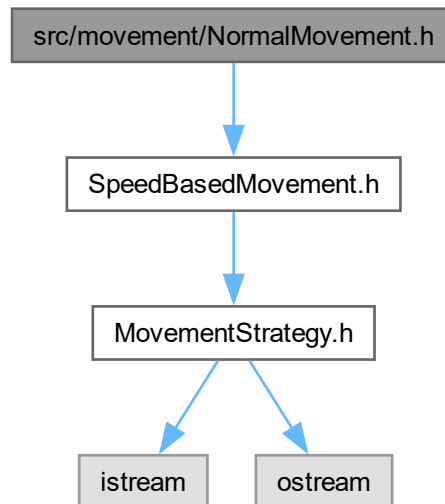 src/movement/NormalMovement.h
SpeedBasedMovement.h
MovementStrategy.h
istream
ostream